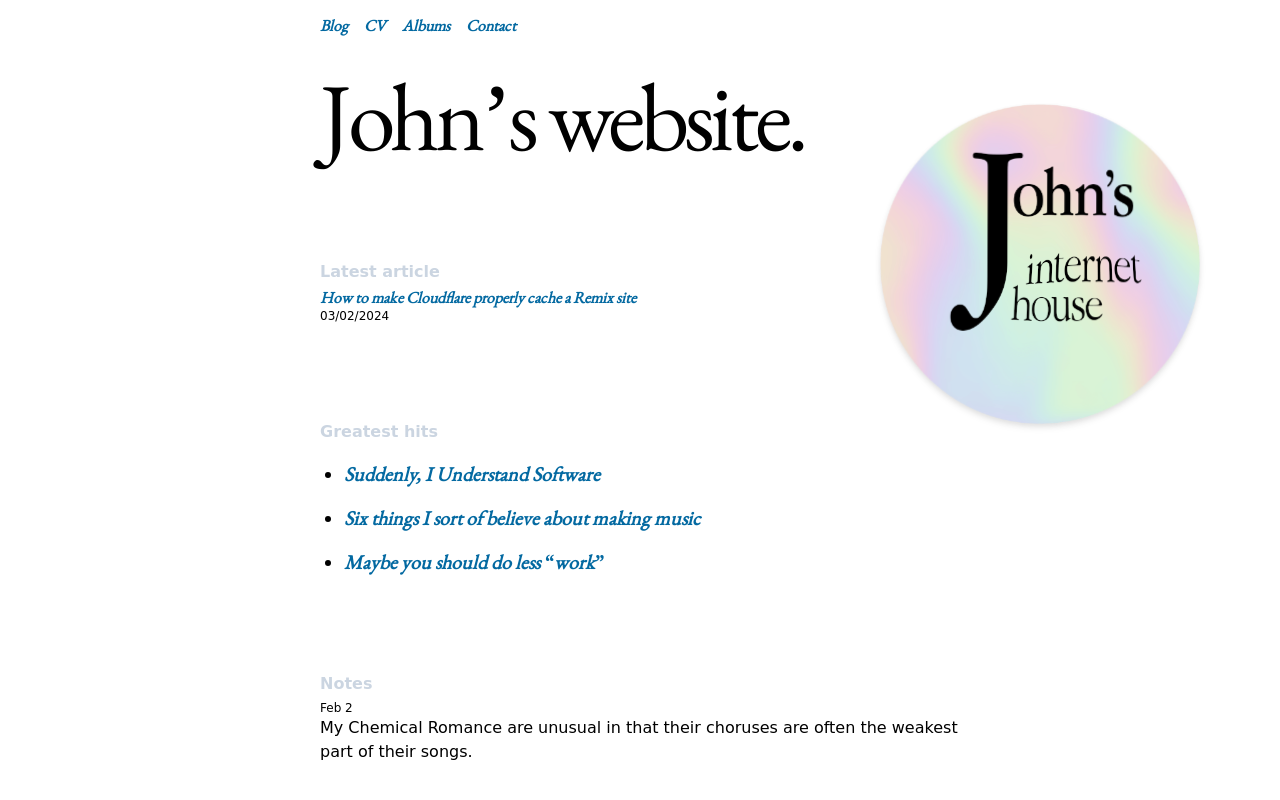 Blog CV Albums Contact
John’s website.
John’s
internet
house
Latest article
How to make Cloudflare properly cache a Remix site
03/02/2024
Greatest hits
• Suddenly, I Understand Software
• Six things I sort of believe about making music
• Maybe you should do less “work”
Notes
Feb 2
My Chemical Romance are unusual in that their choruses are often the weakest
part of their songs.